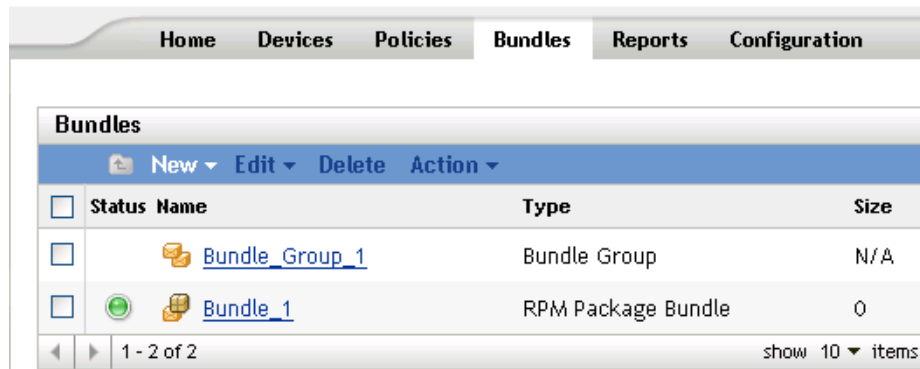 Home Devices Policies Bundles Reports Configuration
Bundles
New Edit Delete Action
Status Name Type Size
Bundle_Group_1 Bundle Group N/A
Bundle_1 RPM Package Bundle 0
1 - 2 of 2 show 10 items